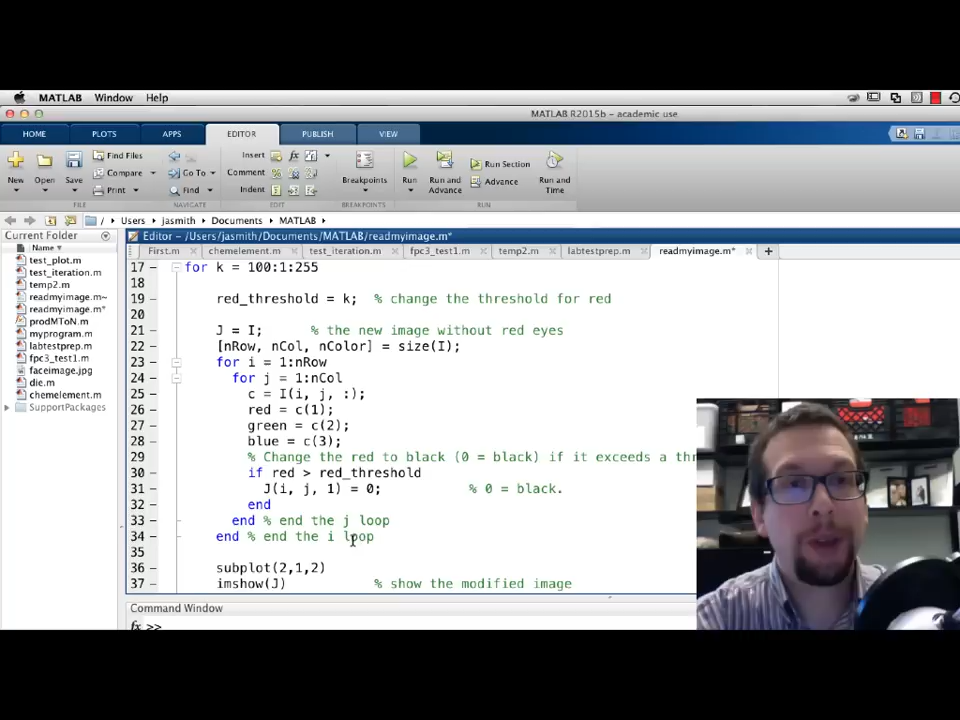 MATLAB Window Help
MATLAB R2015b - academic use
HOME PLOTS APPS EDITOR PUBLISH VIEW
New Open Save Find Files Compare Print
Go To Find
Insert fx Comment % Indent
Breakpoints
Run Run and Advance Run Section Advance Run and Time
FILE NAVIGATE EDIT BREAKPOINTS RUN
/ Users jasmith Documents MATLAB
Current Folder
Name
test_plot.m
test_iteration.m
temp2.m
readmyimage.m~
readmyimage.m*
prodMToN.m
myprogram.m
labtestprep.m
fpc3_test1.m
faceimage.jpg
die.m
chemelement.m
SupportPackages
Editor - /Users/jasmith/Documents/MATLAB/readmyimage.m*
First.m chemelement.m test_iteration.m fpc3_test1.m temp2.m labtestprep.m readmyimage.m*
17 - for k = 100:1:255
18
19 - red_threshold = k; % change the threshold for red
20
21 - J = I; % the new image without red eyes
22 - [nRow, nCol, nColor] = size(I);
23 - for i = 1:nRow
24 - for j = 1:nCol
25 - c = I(i, j, :);
26 - red = c(1);
27 - green = c(2);
28 - blue = c(3);
29 % Change the red to black (0 = black) if it exceeds a thr
30 - if red > red_threshold
31 - J(i, j, 1) = 0; % 0 = black.
32 - end
33 - end % end the j loop
34 - end % end the i loop
35
36 - subplot(2,1,2)
37 - imshow(J) % show the modified image
Command Window
fx >>